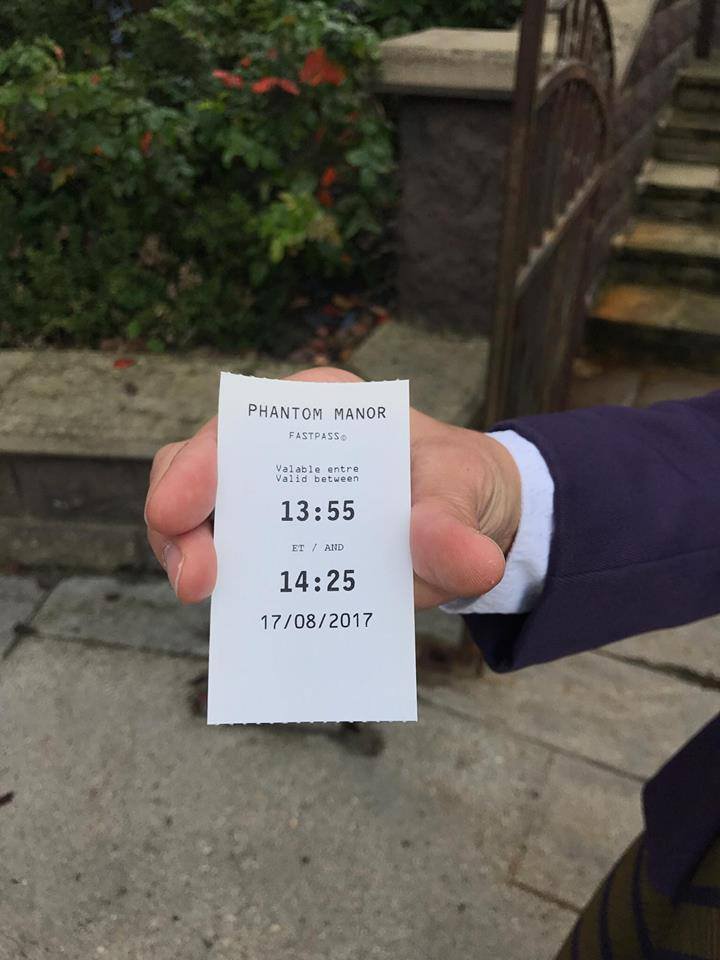 PHANTOM MANOR
FASTPASS©
Valable entre
Valid between
13:55
ET / AND
14:25
17/08/2017